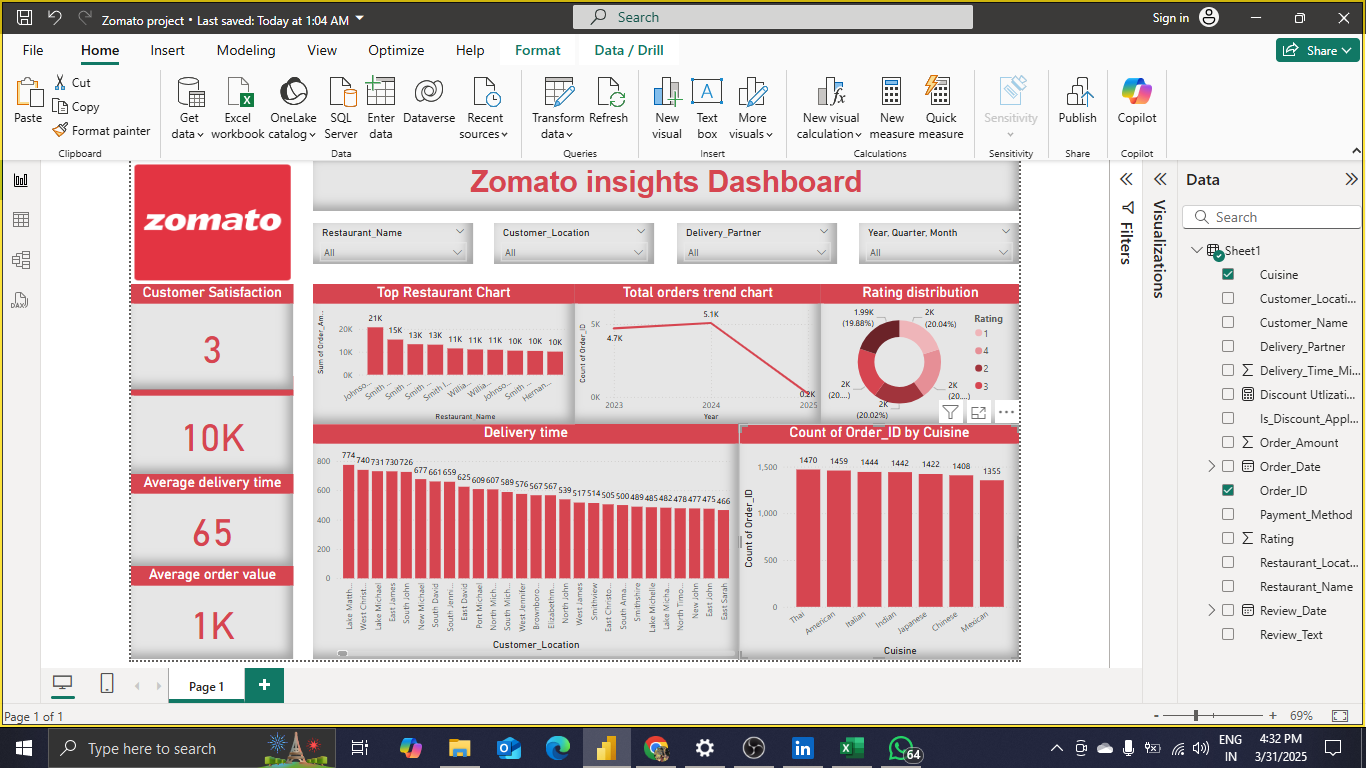 Zomato project • Last saved: Today at 1:04 AM
Search
Sign in
File
Home
Insert
Modeling
View
Optimize
Help
Format
Data / Drill
Share
Paste
Cut
Copy
Format painter
Clipboard
Get data
Excel workbook
OneLake catalog
SQL Server
Enter data
Dataverse
Recent sources
Data
Transform data
Refresh
Queries
New visual
Text box
More visuals
Insert
New visual calculation
New measure
Quick measure
Calculations
Sensitivity
Sensitivity
Publish
Share
Copilot
Copilot
zomato
Zomato insights Dashboard
Restaurant_Name
All
Customer_Location
All
Delivery_Partner
All
Year, Quarter, Month
All
Customer Satisfaction
3
10K
Average delivery time
65
Average order value
1K
Top Restaurant Chart
Sum of Order_Am...
20K
10K
0K
21K
15K
13K
13K
11K
11K
11K
10K
10K
10K
Johnso...
Smith ...
Smith ...
Smith ...
Smith I...
Willia...
Willia...
Johnso...
Smith ...
Hernan...
Restaurant_Name
Total orders trend chart
Count of Order_ID
5K
0K
4.7K
5.1K
0.2K
2023
2024
2025
Year
Rating distribution
1.99K
(19.88%)
2K
(20.04%)
2K
(20....)
2K
(20.02%)
2K
(20....)
Rating
1
4
2
3
Delivery time
800
600
400
200
0
774
740
731
730
726
677
661
659
625
609
607
589
576
567
567
539
517
514
505
500
489
485
482
478
477
475
466
Lake Matth...
West Christ...
Lake Michael
East James
South John
New Michael
South David
South Jenni...
East David
Port Michael
North Mich...
South Mich...
West Jennifer
Brownboro...
Elizabethm...
North John
West James
Smithview
East Christo...
South Ama...
Smithshire
Lake Michelle
Lake Micha...
North Timo...
New John
East John
East Sarah
Customer_Location
Count of Order_ID by Cuisine
Count of Order_ID
1,500
1,000
500
0
1470
1459
1444
1442
1422
1408
1355
Thai
American
Italian
Indian
Japanese
Chinese
Mexican
Cuisine
Filters
Visualizations
Data
Search
Sheet1
Cuisine
Customer_Locati...
Customer_Name
Delivery_Partner
Delivery_Time_Mi...
Discount Utlizati...
Is_Discount_Appl...
Order_Amount
Order_Date
Order_ID
Payment_Method
Rating
Restaurant_Locat...
Restaurant_Name
Review_Date
Review_Text
Page 1
Page 1 of 1
- + 69%
Type here to search
64
ENG
IN
4:32 PM
3/31/2025